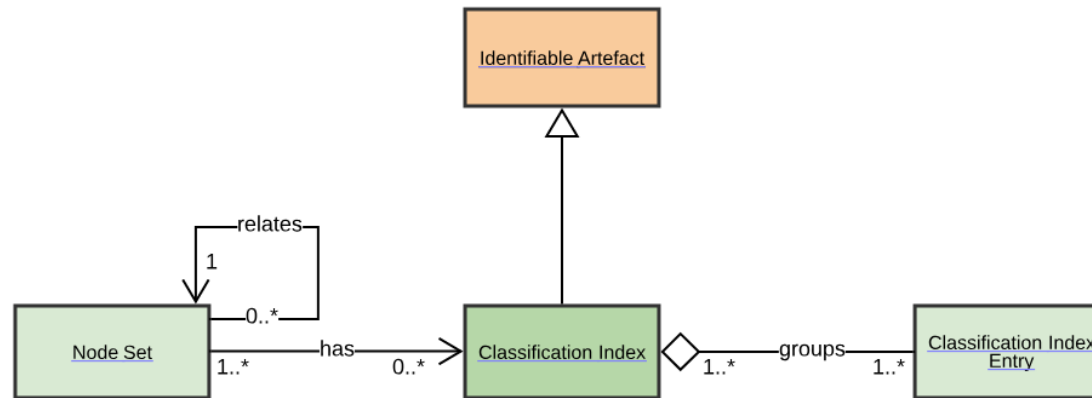 Identifiable Artefact
relates
1
0..*
Node Set
has
1..*
0..*
Classification Index
groups
1..*
1..*
Classification Index
Entry